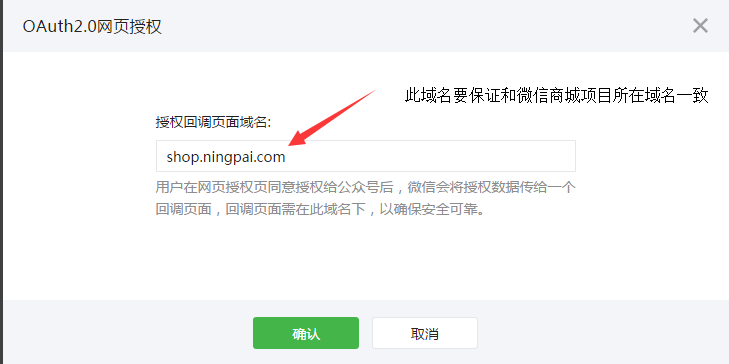 OAuth2.0网页授权
此域名要保证和微信商城项目所在域名一致
授权回调页面域名:
shop.ningpai.com
用户在网页授权页同意授权给公众号后，微信会将授权数据传给一个
回调页面，回调页面需在此域名下，以确保安全可靠。
确认
取消